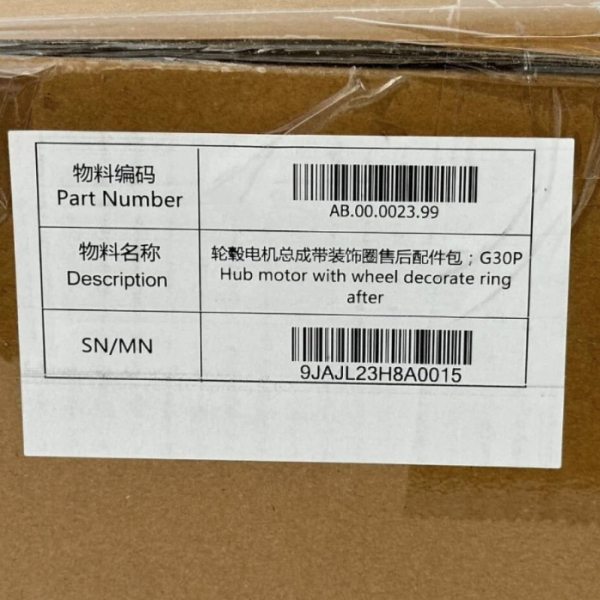 物料编码
Part Number
AB.00.0023.99
物料名称
Description
轮毂电机总成带装饰圈售后配件包；G30P
Hub motor with wheel decorate ring
after
SN/MN
9JAJL23H8A0015